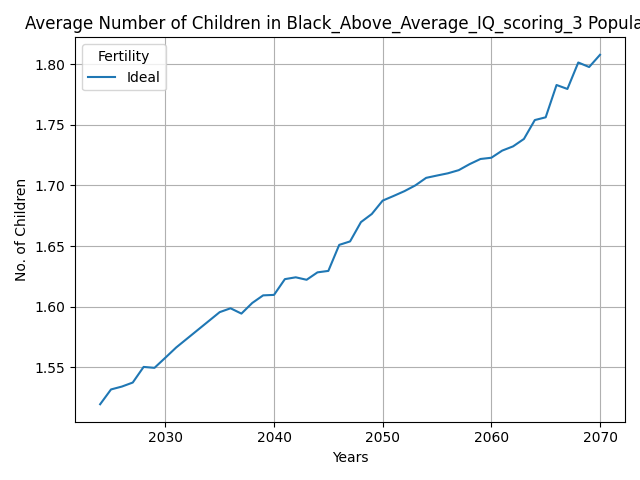 Average Number of Children in Black_Above_Average_IQ_scoring_3 Popula
Fertility
Ideal
No. of Children
1.80
1.75
1.70
1.65
1.60
1.55
2030 2040 2050 2060 2070
Years